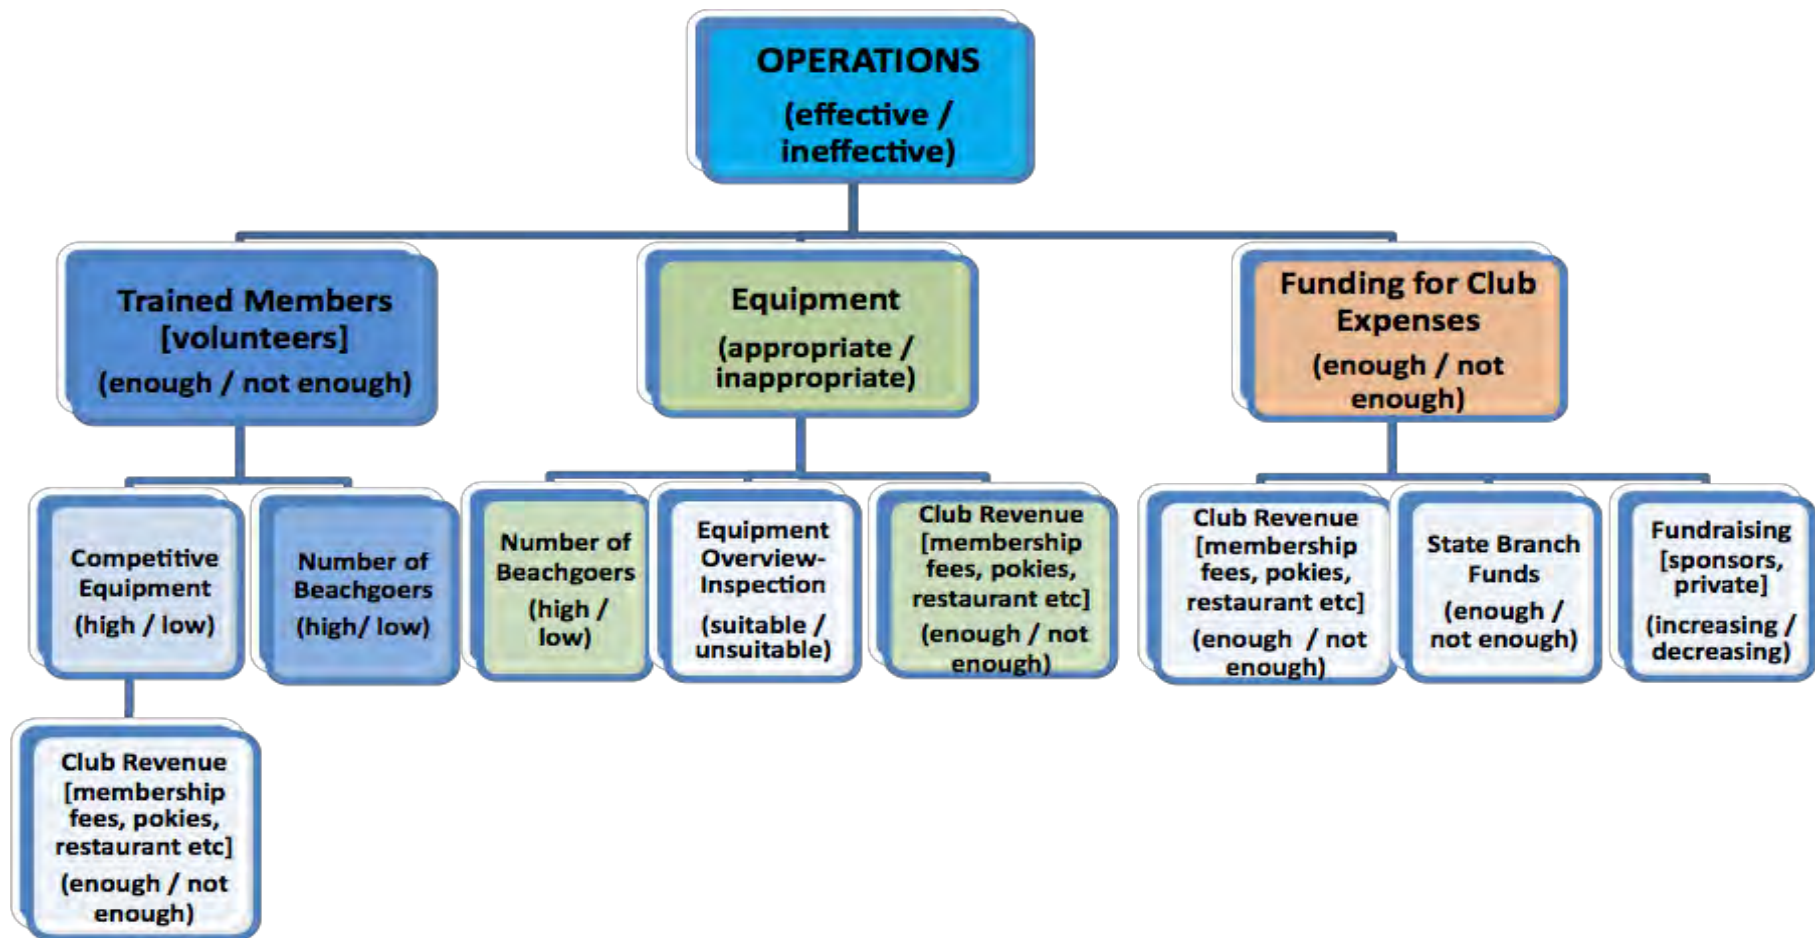 OPERATIONS
(effective /
ineffective)
Trained Members
[volunteers]
(enough / not enough)
Equipment
(appropriate /
inappropriate)
Funding for Club
Expenses
(enough / not
enough)
Competitive
Equipment
(high / low)
Number of
Beachgoers
(high/ low)
Number of
Beachgoers
(high /
low)
Equipment
Overview-
Inspection
(suitable /
unsuitable)
Club Revenue
[membership
fees, pokies,
restaurant etc]
(enough / not
enough)
Club Revenue
[membership
fees, pokies,
restaurant etc]
(enough / not
enough)
State Branch
Funds
(enough /
not enough)
Fundraising
[sponsors,
private]
(increasing /
decreasing)
Club Revenue
[membership
fees, pokies,
restaurant etc]
(enough / not
enough)